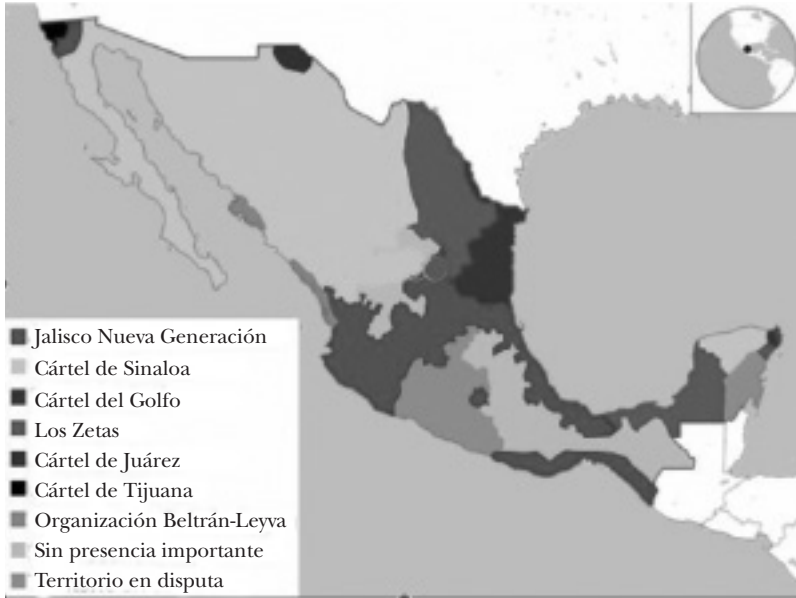 Jalisco Nueva Generación
Cártel de Sinaloa
Cártel del Golfo
Los Zetas
Cártel de Juárez
Cártel de Tijuana
Organización Beltrán-Leyva
Sin presencia importante
Territorio en disputa